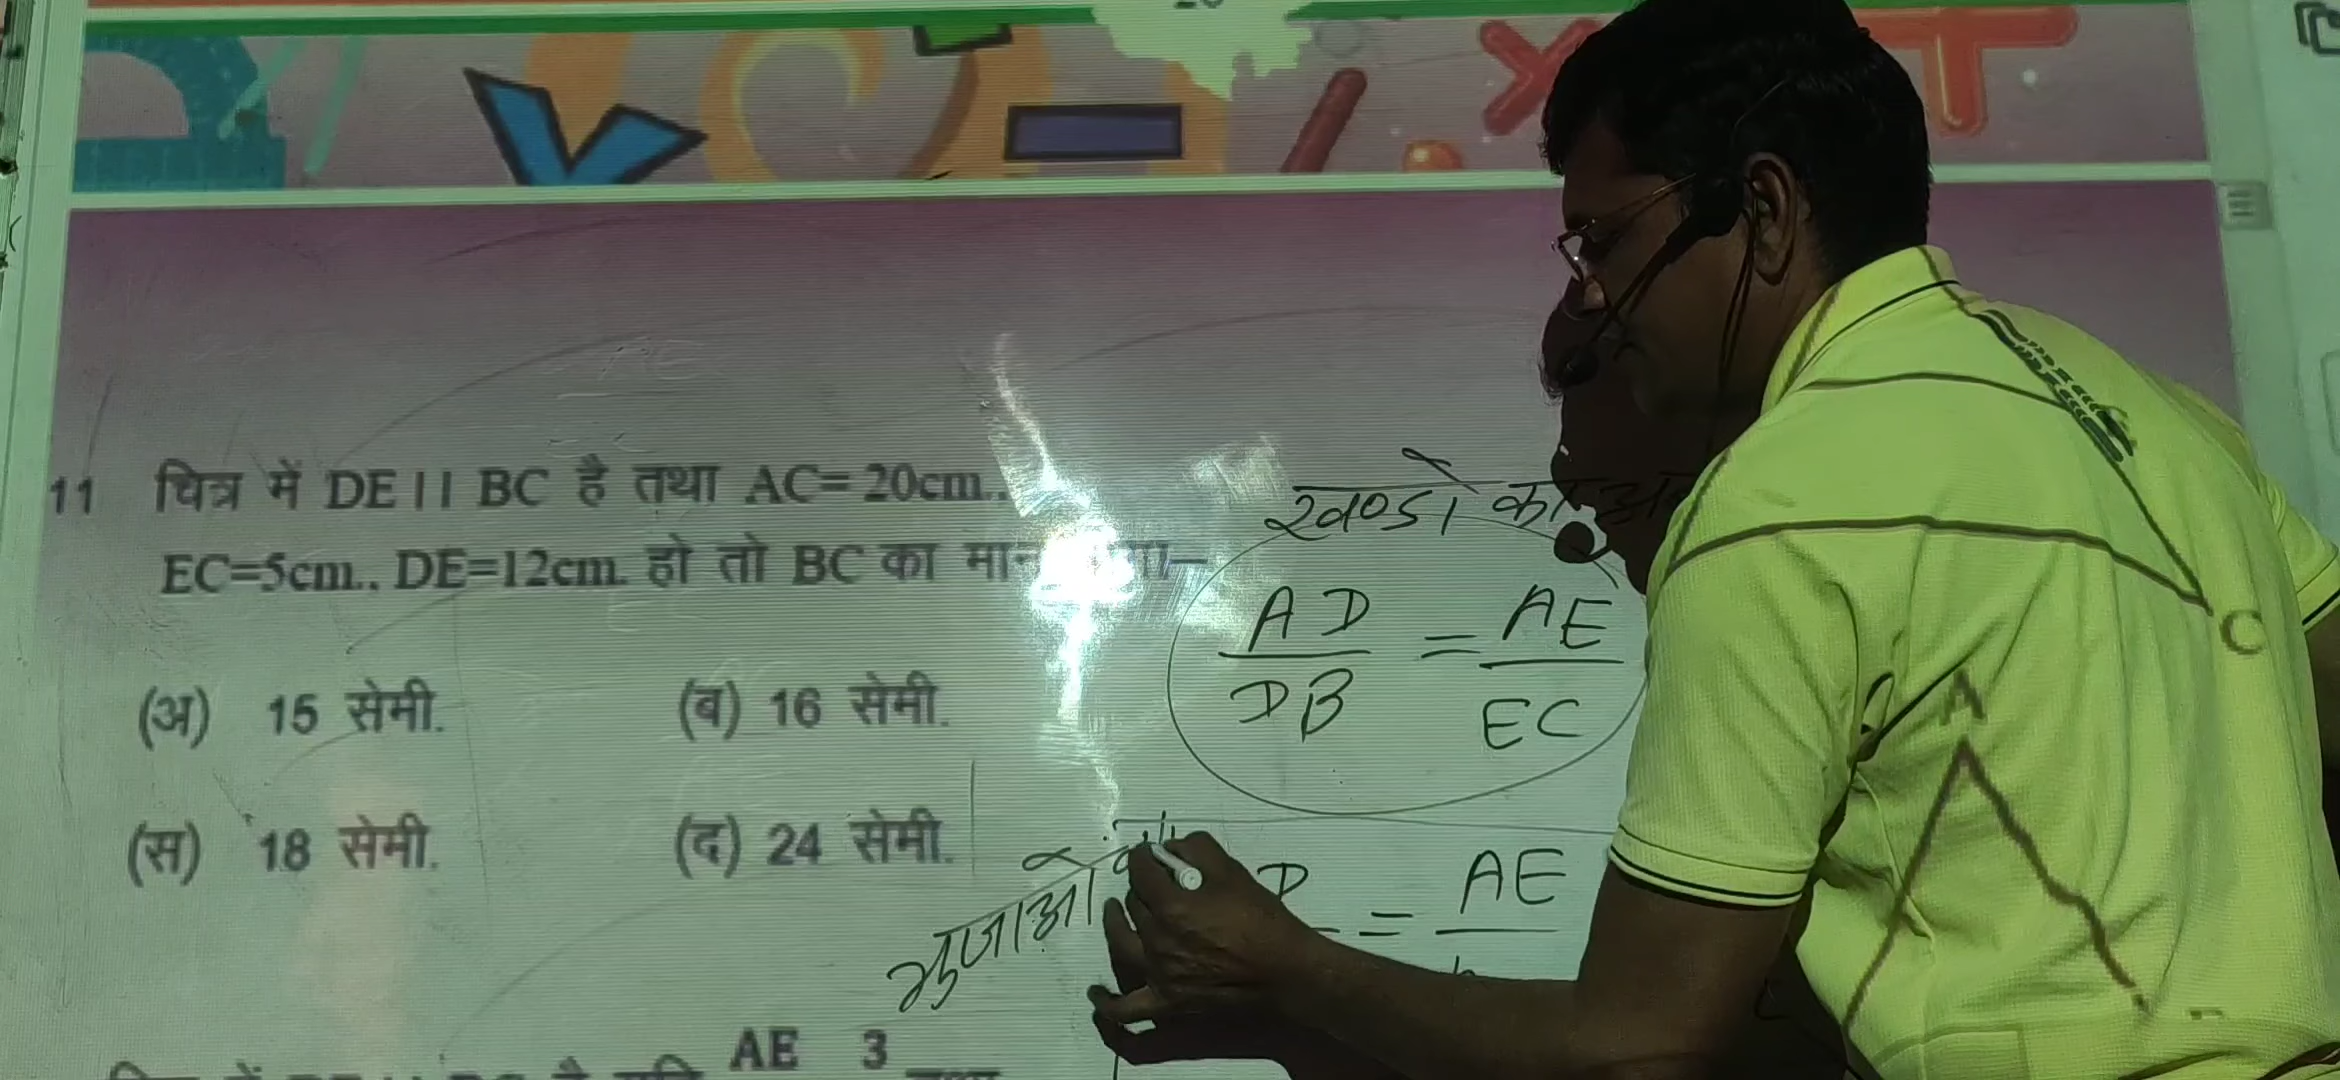 11 चित्र में DE || BC है तथा AC= 20cm.,
EC=5cm., DE=12cm. हो तो BC का
(अ) 15 सेमी. (ब) 16 सेमी.
(स) 18 सेमी. (द) 24 सेमी.
AE 3
खण्डों का
AD = AE
DB EC
D = AE
भुजाओं
A
C